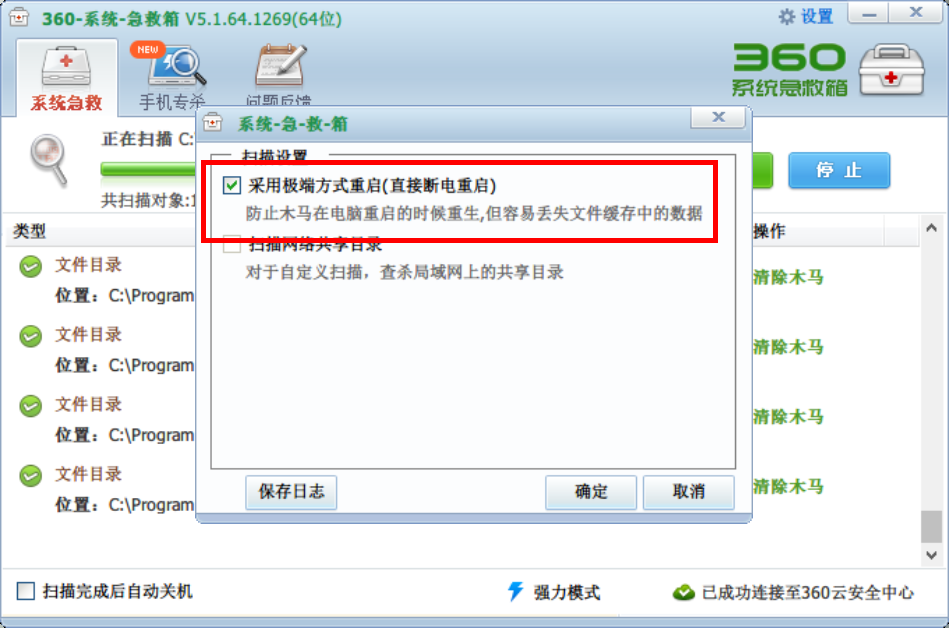 360-系统-急救箱 V5.1.64.1269(64位)
设置
系统急救
NEW
手机专杀
问题反馈
360
系统急救箱
正在扫描 C:
共扫描对象:1
停 止
类型
操作
文件目录
位置： C:\Program
清除木马
文件目录
位置： C:\Program
清除木马
文件目录
位置： C:\Program
清除木马
文件目录
位置： C:\Program
清除木马
系统-急-救-箱
扫描设置
采用极端方式重启(直接断电重启)
防止木马在电脑重启的时候重生,但容易丢失文件缓存中的数据
扫描网络共享目录
对于自定义扫描，查杀局域网上的共享目录
保存日志
确定
取消
扫描完成后自动关机
强力模式
已成功连接至360云安全中心